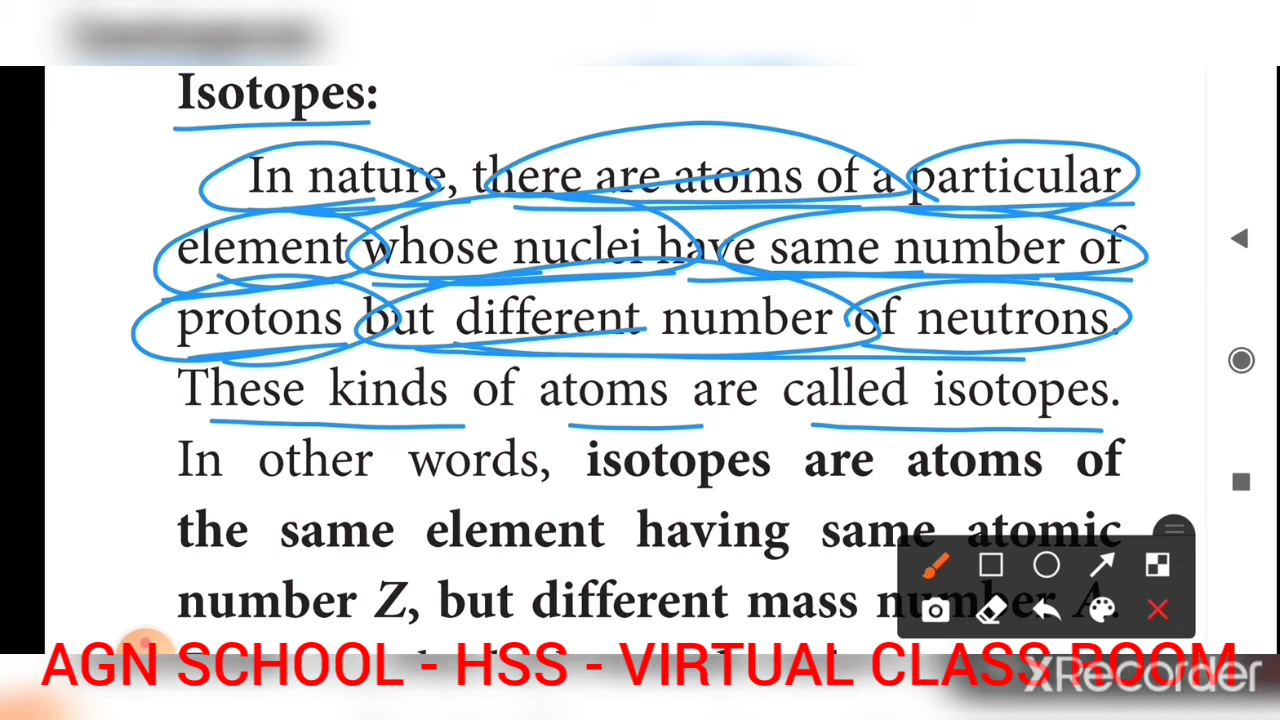 Isotopes:
In nature, there are atoms of a particular
element whose nuclei have same number of
protons but different number of neutrons.
These kinds of atoms are called isotopes.
In other words, isotopes are atoms of
the same element having same atomic
number Z, but different mass number A.
AGN SCHOOL - HSS - VIRTUAL CLASS ROOM
XRecorder